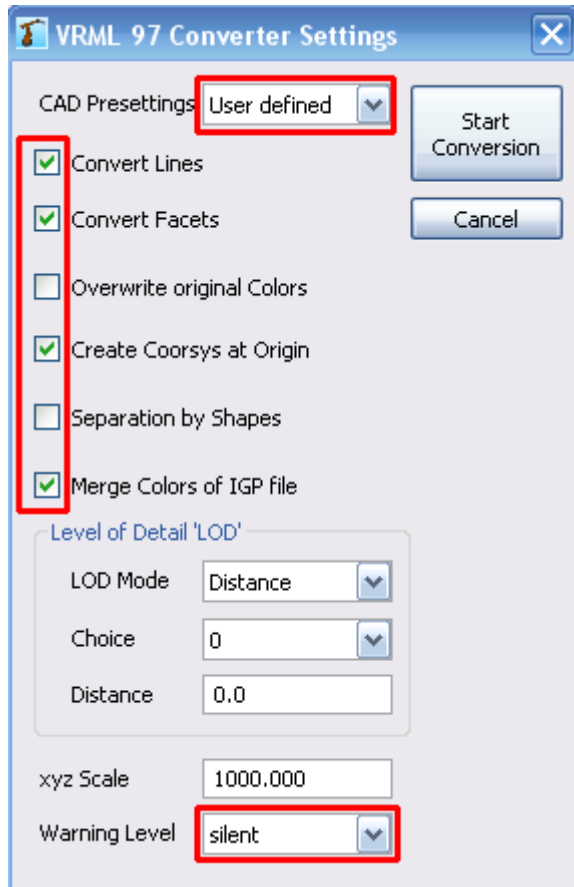 VRML 97 Converter Settings
CAD Presettings User defined
Start
Conversion
Convert Lines
Convert Facets
Cancel
Overwrite original Colors
Create Coorsys at Origin
Separation by Shapes
Merge Colors of IGP file
Level of Detail 'LOD'
LOD Mode Distance
Choice 0
Distance 0.0
xyz Scale 1000.000
Warning Level silent